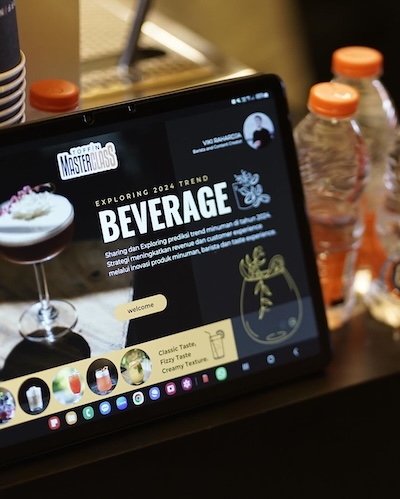 TOFFIN
MASTERCLASS
VIKI RAHARDJA
Barista and Content Creator
EXPLORING 2024 TREND
BEVERAGE
Sharing dan Exploring prediksi trend minuman di tahun 2024
Strategi meningkatkan revenue dan customer experience
melalui inovasi produk minuman, barista dan taste experience
welcome
Classic Taste,
Fizzy Taste
Creamy Texture.